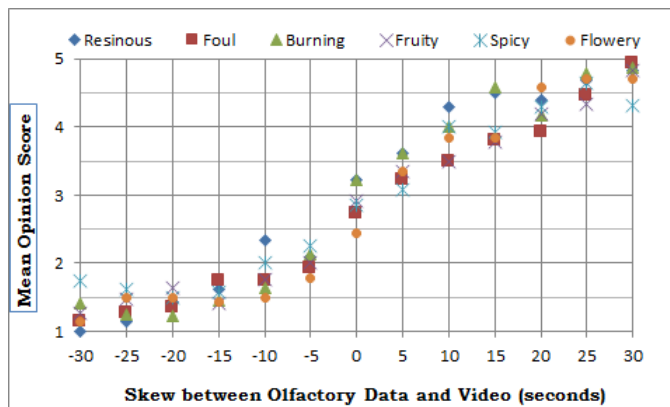 Resinous Foul Burning Fruity Spicy Flowery
5
4
3
2
1
Mean Opinion Score
-30 -25 -20 -15 -10 -5 0 5 10 15 20 25 30
Skew between Olfactory Data and Video (seconds)